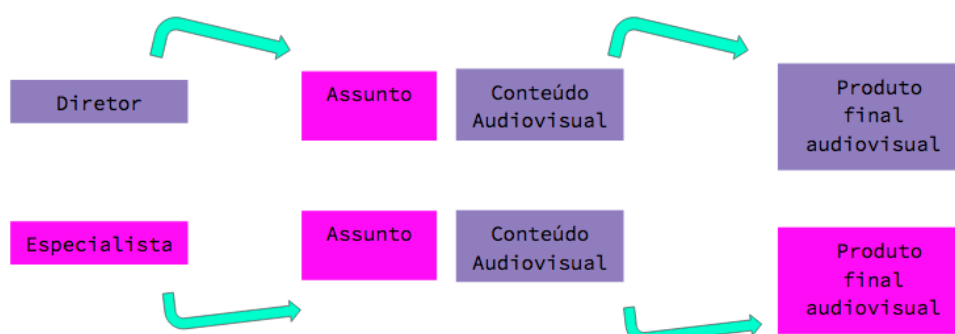 Diretor
Assunto
Conteúdo
Audiovisual
Produto
final
audiovisual
Especialista
Assunto
Conteúdo
Audiovisual
Produto
final
audiovisual